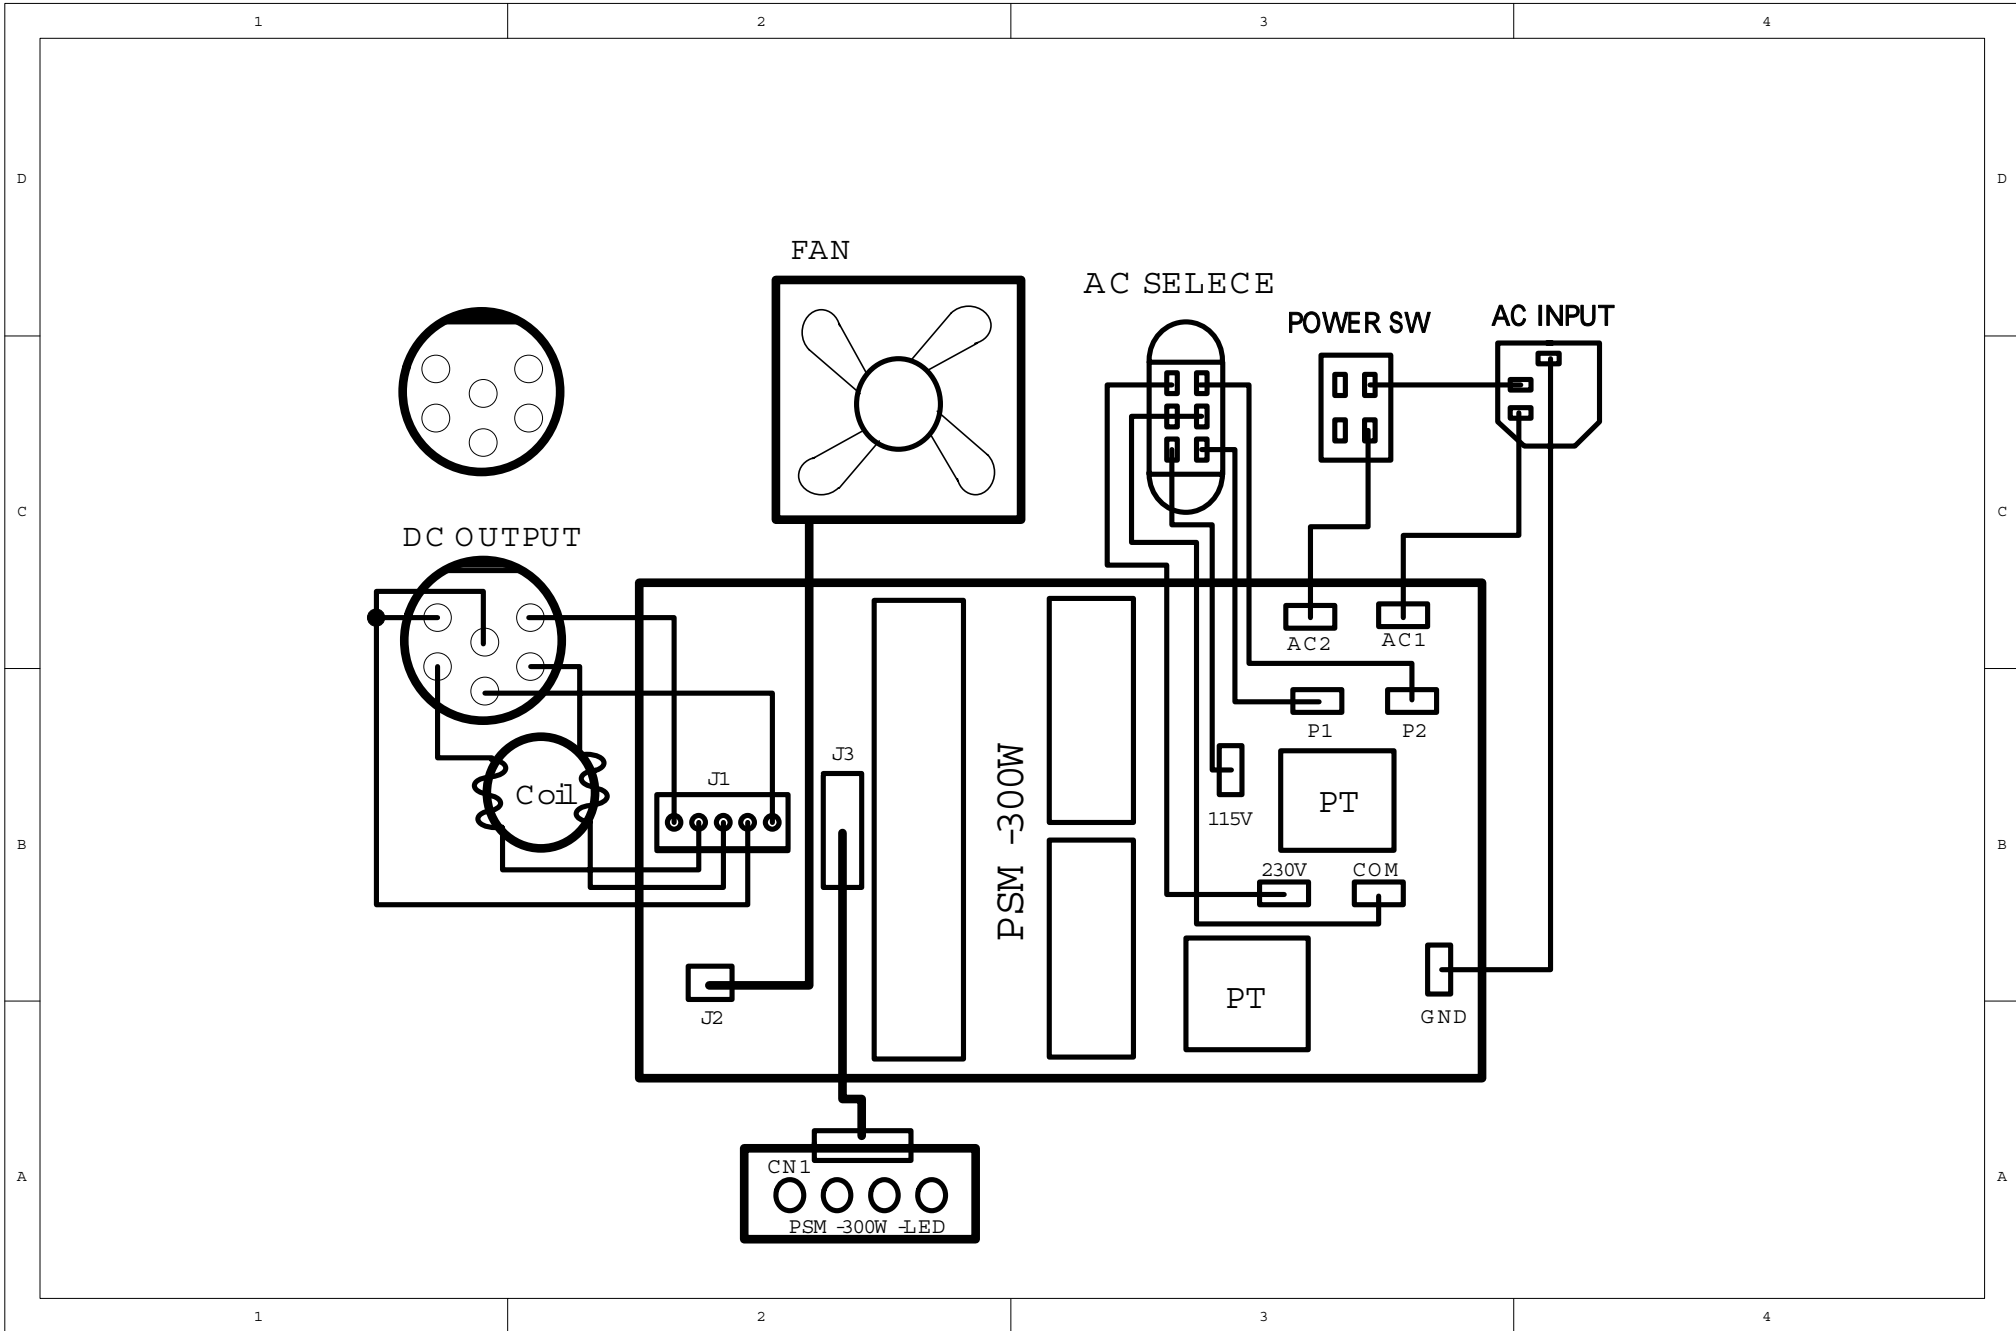 1 2 3 4
D D
FAN
AC SELECE
POWER SW
AC INPUT
C C
DC OUTPUT
AC2
AC1
P1
P2
J3
J1
Coil
PSM -300W
115V
PT
230V
COM
B B
PT
J2
GND
CN1
A A
PSM -300W -LED
1 2 3 4